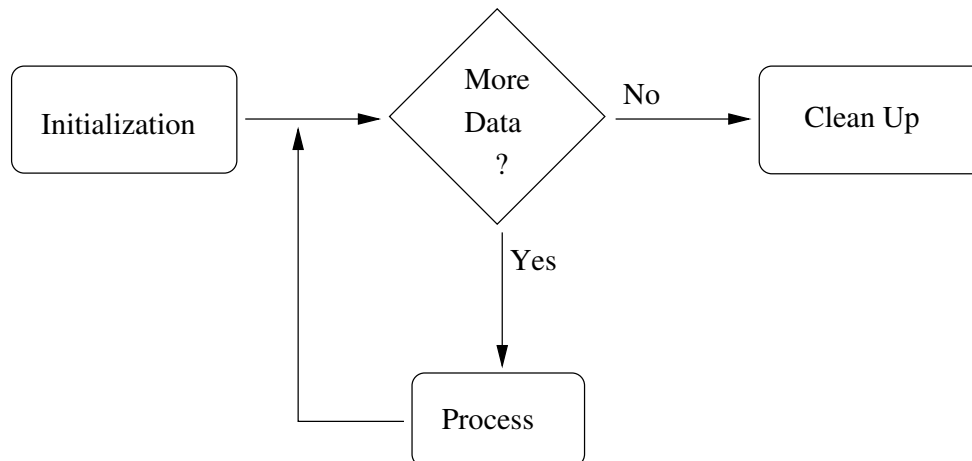 Initialization
More
Data
?
No
Clean Up
Yes
Process